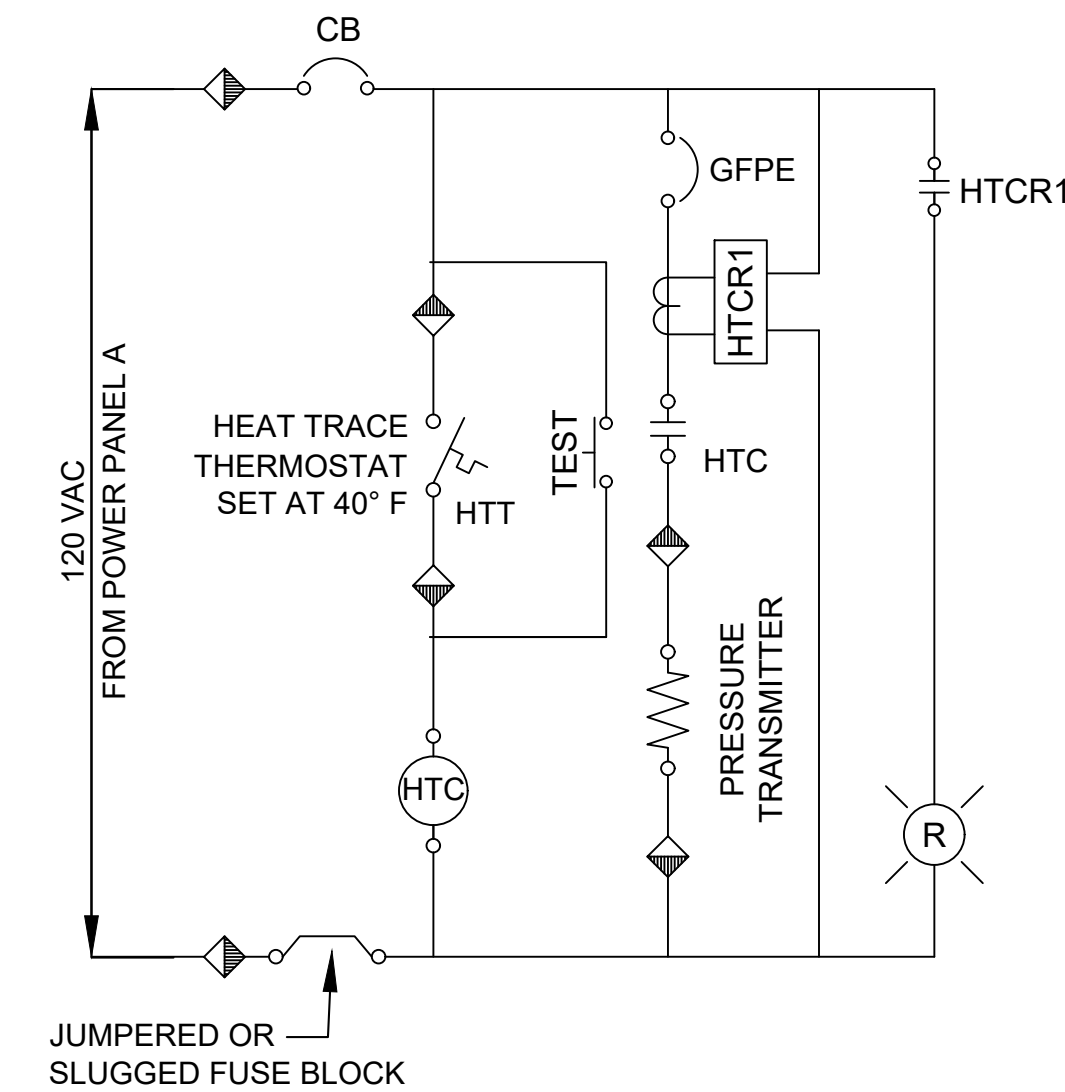 CB
GFPE
HTCR1
HTCR1
HEAT TRACE
THERMOSTAT
SET AT 40° F
HTT
TEST
HTC
120 VAC
FROM POWER PANEL A
PRESSURE
TRANSMITTER
HTC
R
JUMPERED OR
SLUGGED FUSE BLOCK